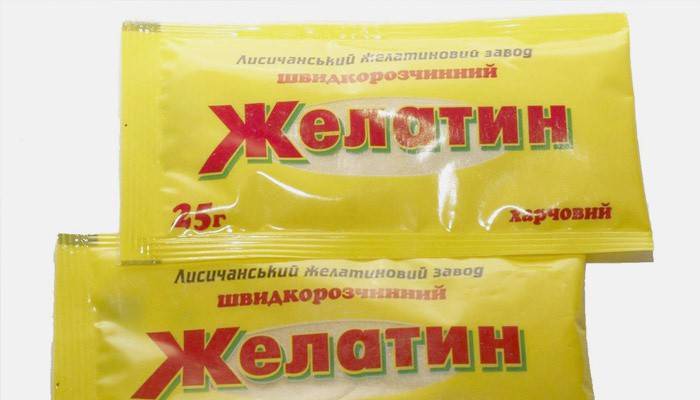 Лисичанський желатиновий завод
швидкорозчинний
Желатин
25г
харчовий
Лисичанський желатиновий завод
швидкорозчинний
Желатин